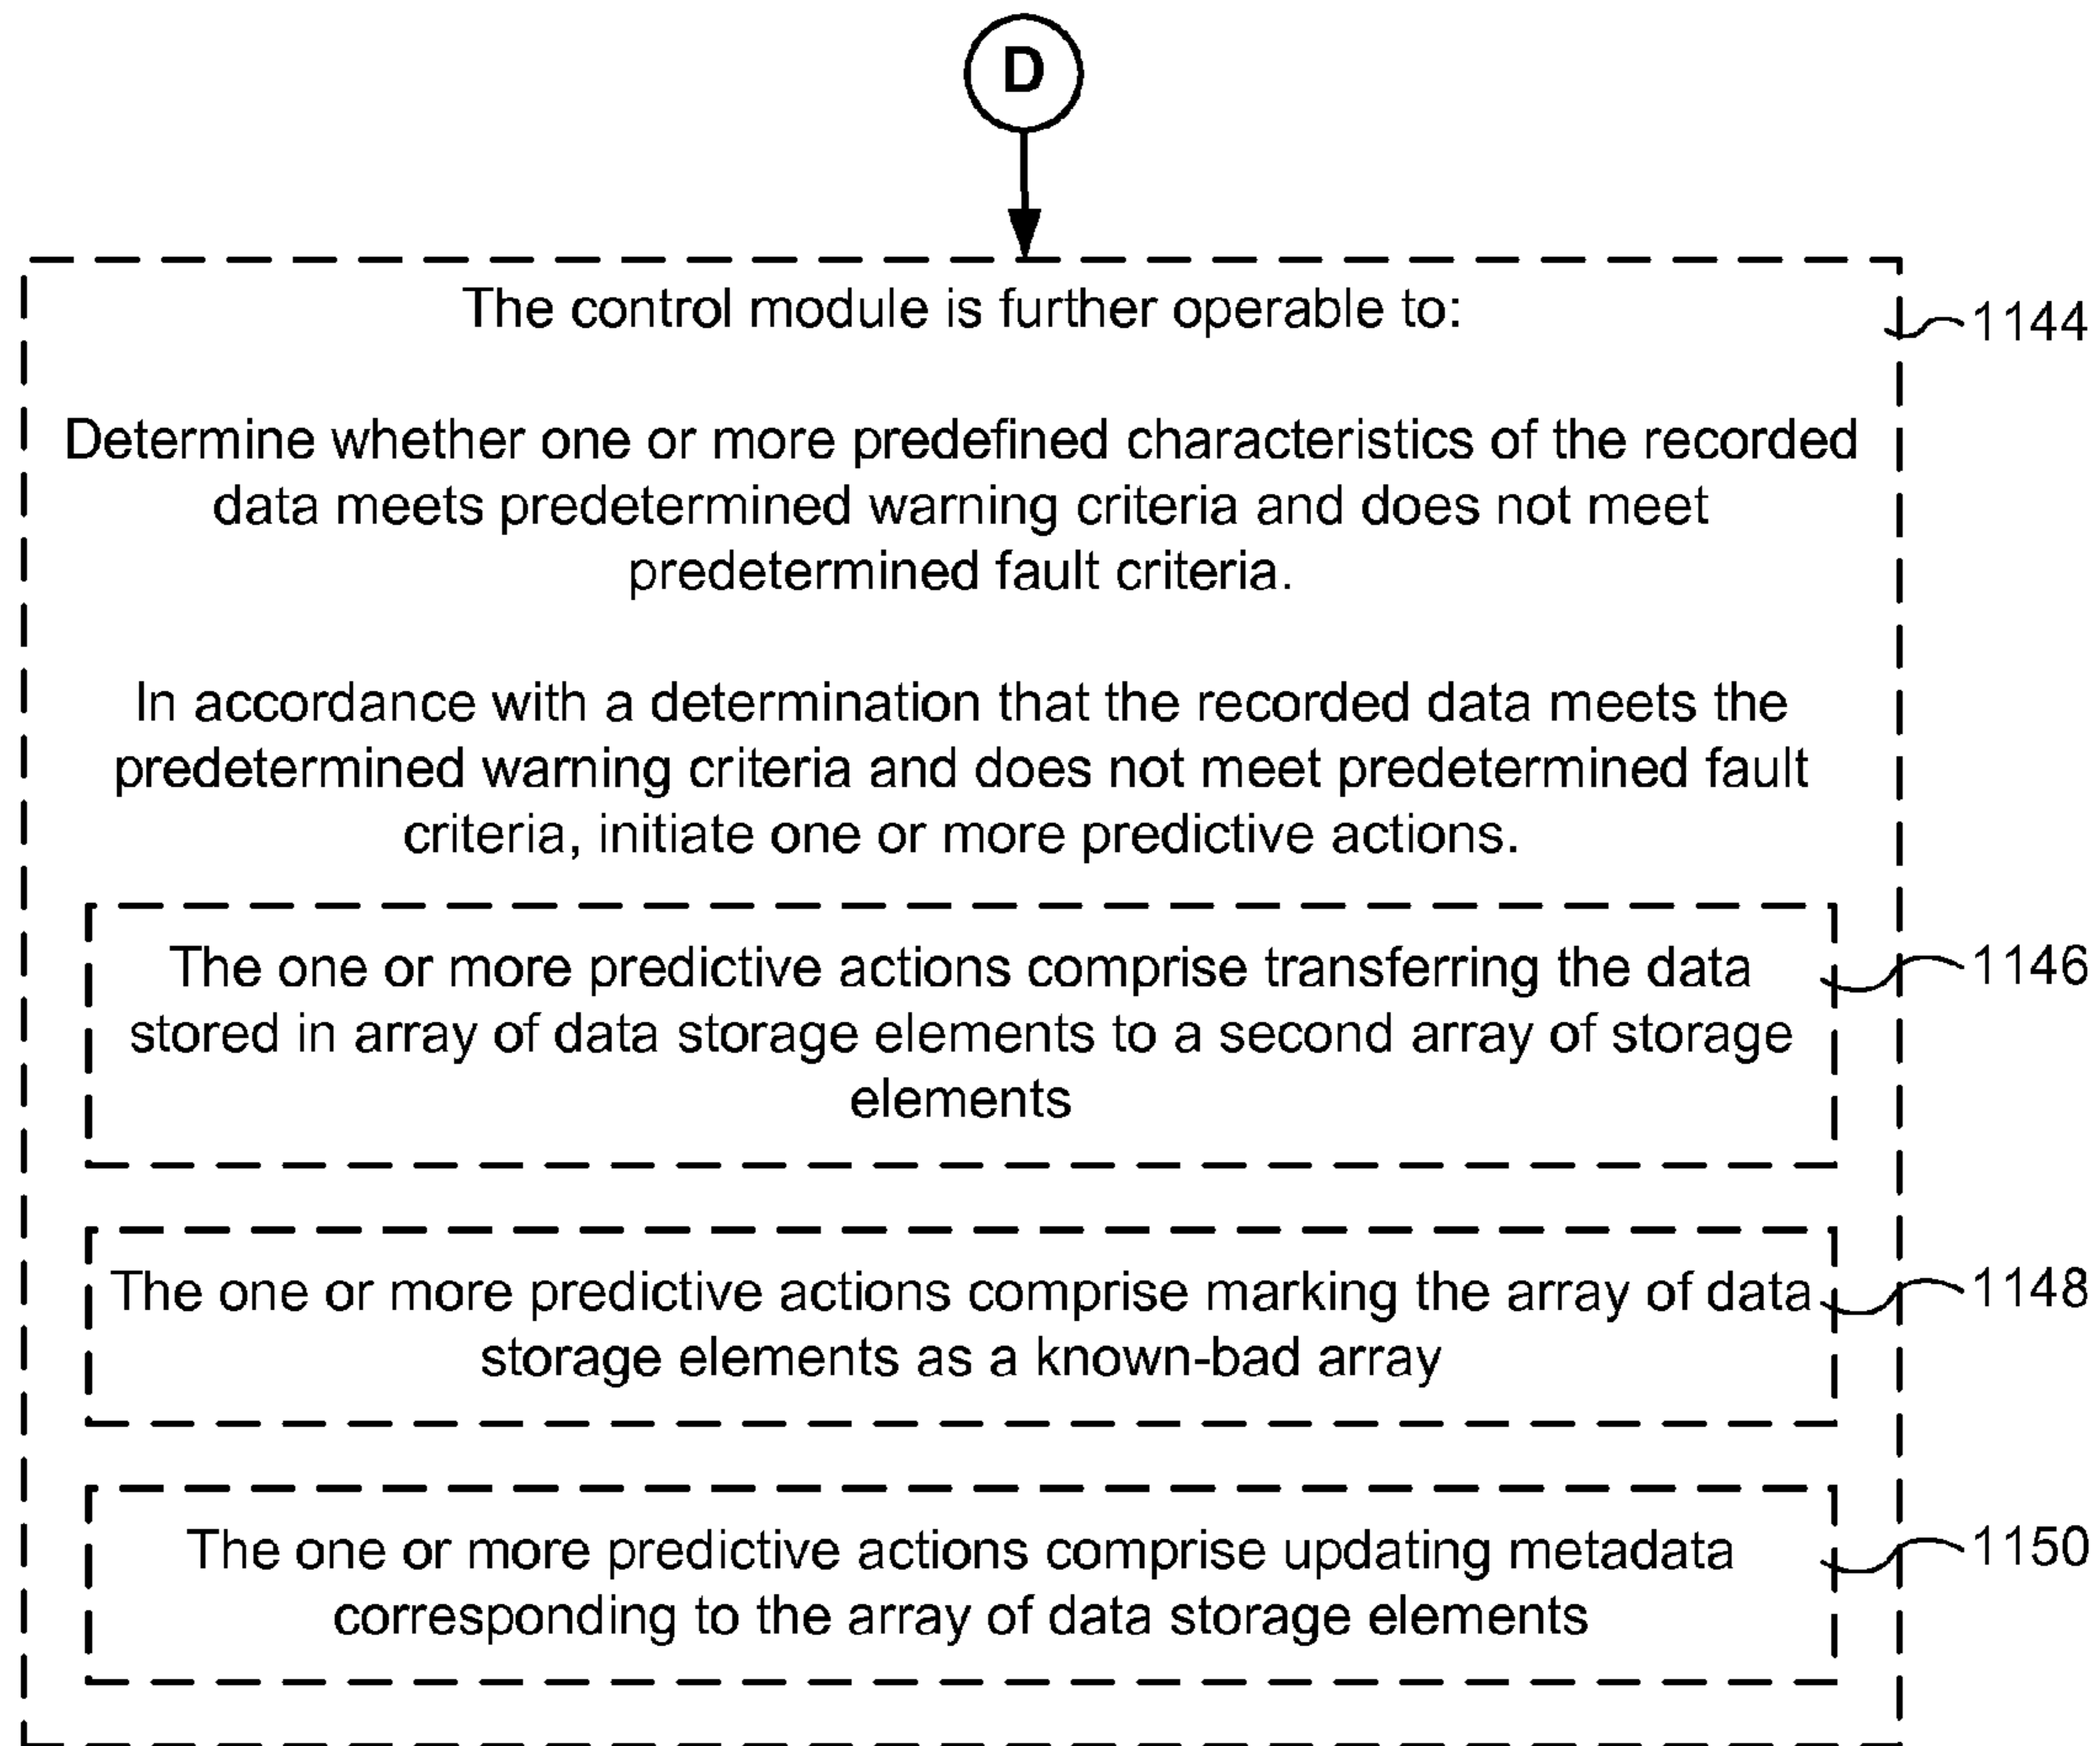 D
The control module is further operable to:
1144
Determine whether one or more predefined characteristics of the recorded
data meets predetermined warning criteria and does not meet
predetermined fault criteria.
In accordance with a determination that the recorded data meets the
predetermined warning criteria and does not meet predetermined fault
criteria, initiate one or more predictive actions.
The one or more predictive actions comprise transferring the data
1146
stored in array of data storage elements to a second array of storage
elements
The one or more predictive actions comprise marking the array of data
1148
storage elements as a known-bad array
The one or more predictive actions comprise updating metadata
1150
corresponding to the array of data storage elements